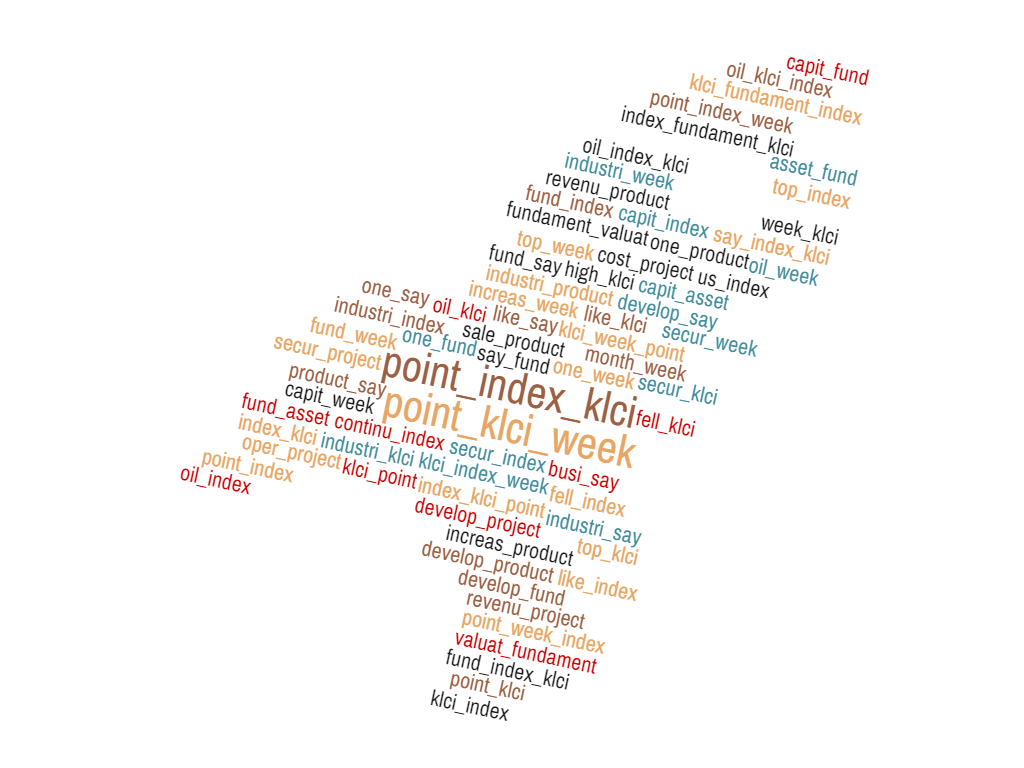 capit_fund
oil_klci_index
klci_fundament_index
point_index_week
index_fundament_klci
oil_index_klci
asset_fund
industri_week
top_index
revenu_product
fund_index capit_index say_index_klci
week_klci
fundament_valuat one_product oil_week
top_week cost_project us_index
fund_say high_klci capit_asset
industri_product develop_say
one_say increas_week like_klci secur_week
industri_index oil_klci like_say klci_week_point
fund_week one_fund sale_product month_week
secur_project say_fund one_week secur_klci
point_index_klci fell_klci
product_say
capit_week point_klci_week
fund_asset continu_index secur_index busi_say
index_klci industri_klci klci_index_week fell_index
oper_project klci_point index_klci_point industri_say
point_index
oil_index
develop_project top_klci
increas_product
develop_product like_index
develop_fund
revenu_project
point_week_index
valuat_fundament
fund_index_klci
point_klci
klci_index